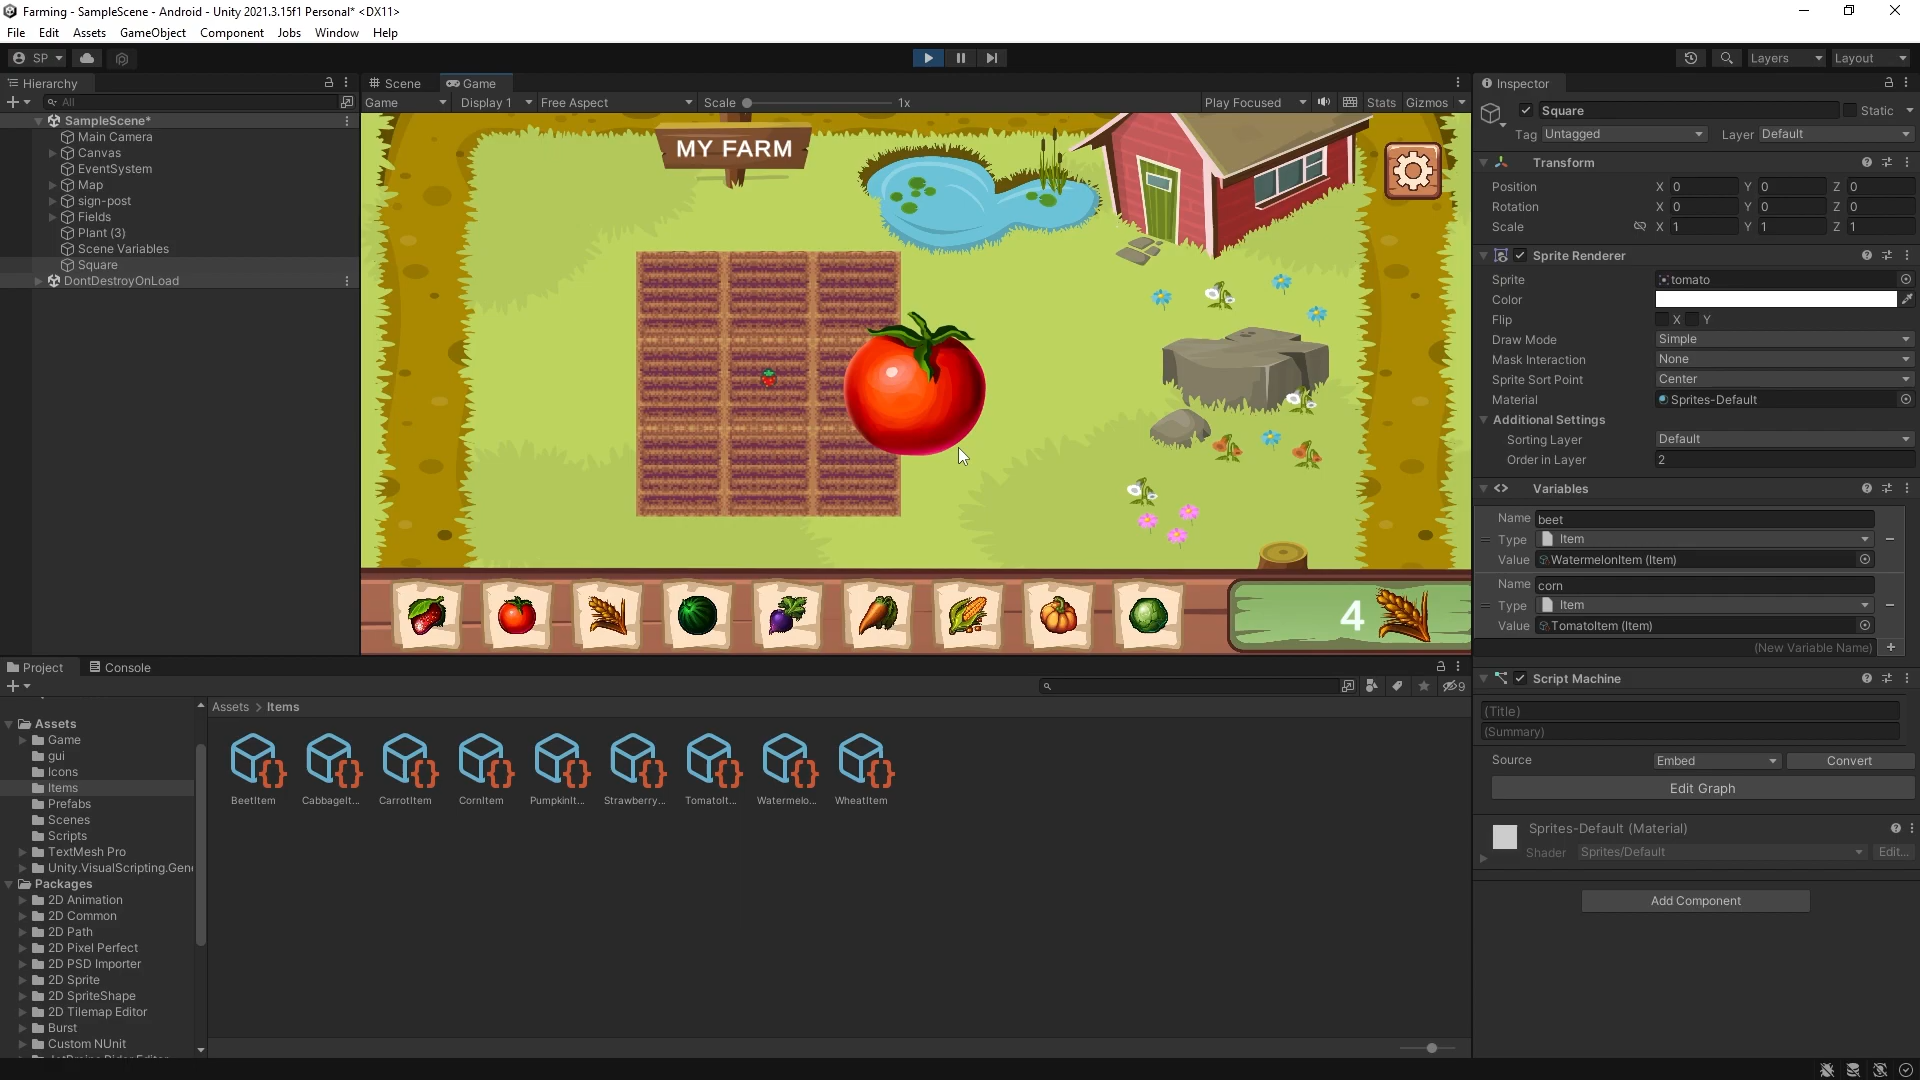 Farming - SampleScene - Android - Unity 2021.3.15f1 Personal* <DX11>
File Edit Assets GameObject Component Jobs Window Help
SP
Layers Layout
Hierarchy
All
SampleScene*
Main Camera
Canvas
EventSystem
Map
sign-post
Fields
Plant (3)
Scene Variables
Square
DontDestroyOnLoad
Scene Game
Game Display 1 Free Aspect Scale 1x Play Focused Stats Gizmos
MY FARM
4
Inspector
Square Static
Tag Untagged Layer Default
Transform
Position X 0 Y 0 Z 0
Rotation X 0 Y 0 Z 0
Scale X 1 Y 1 Z 1
Sprite Renderer
Sprite tomato
Color
Flip X Y
Draw Mode Simple
Mask Interaction None
Sprite Sort Point Center
Material Sprites-Default
Additional Settings
Sorting Layer Default
Order in Layer 2
Variables
Name beet
Type Item
Value WatermelonItem (Item)
Name corn
Type Item
Value TomatoItem (Item)
(New Variable Name)
Script Machine
(Title)
(Summary)
Source Embed Convert
Edit Graph
Sprites-Default (Material)
Shader Sprites/Default Edit...
Add Component
Project Console
9
Assets
Game
gui
Icons
Items
Prefabs
Scenes
Scripts
TextMesh Pro
Unity.VisualScripting.Gene
Packages
2D Animation
2D Common
2D Path
2D Pixel Perfect
2D PSD Importer
2D Sprite
2D SpriteShape
2D Tilemap Editor
Burst
Custom NUnit
Assets > Items
BeetItem CabbageIt... CarrotItem CornItem PumpkinIt... Strawberry... TomatoIt... Watermelo... WheatItem